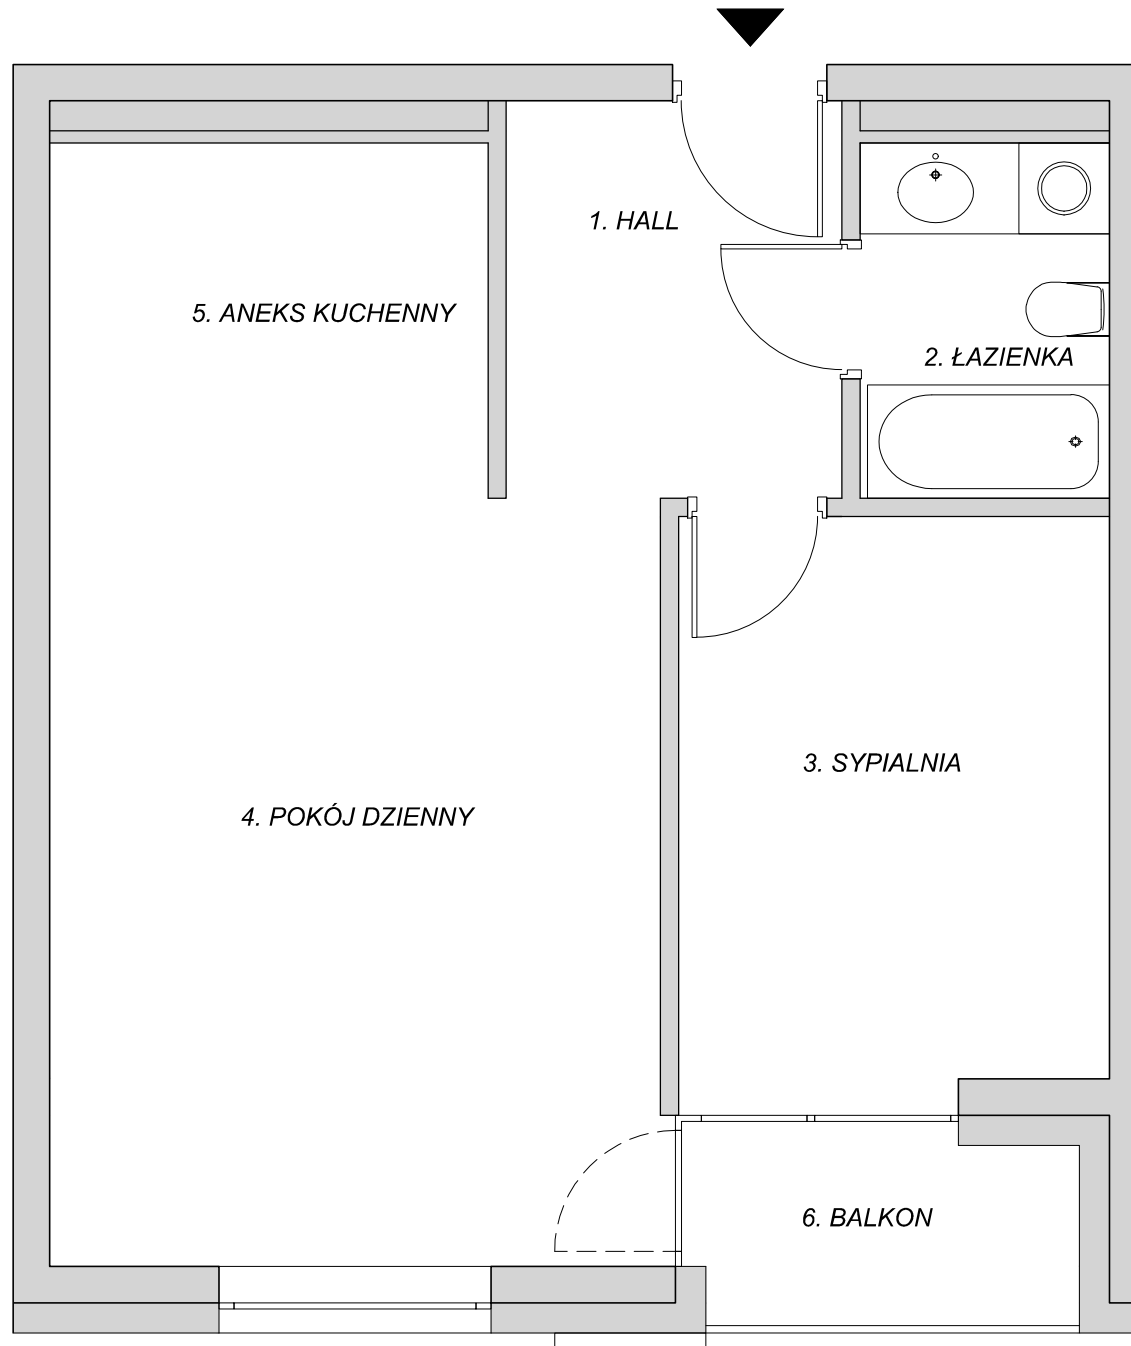 1. HALL
5. ANEKS KUCHENNY
2. ŁAZIENKA
3. SYPIALNIA
4. POKÓJ DZIENNY
6. BALKON